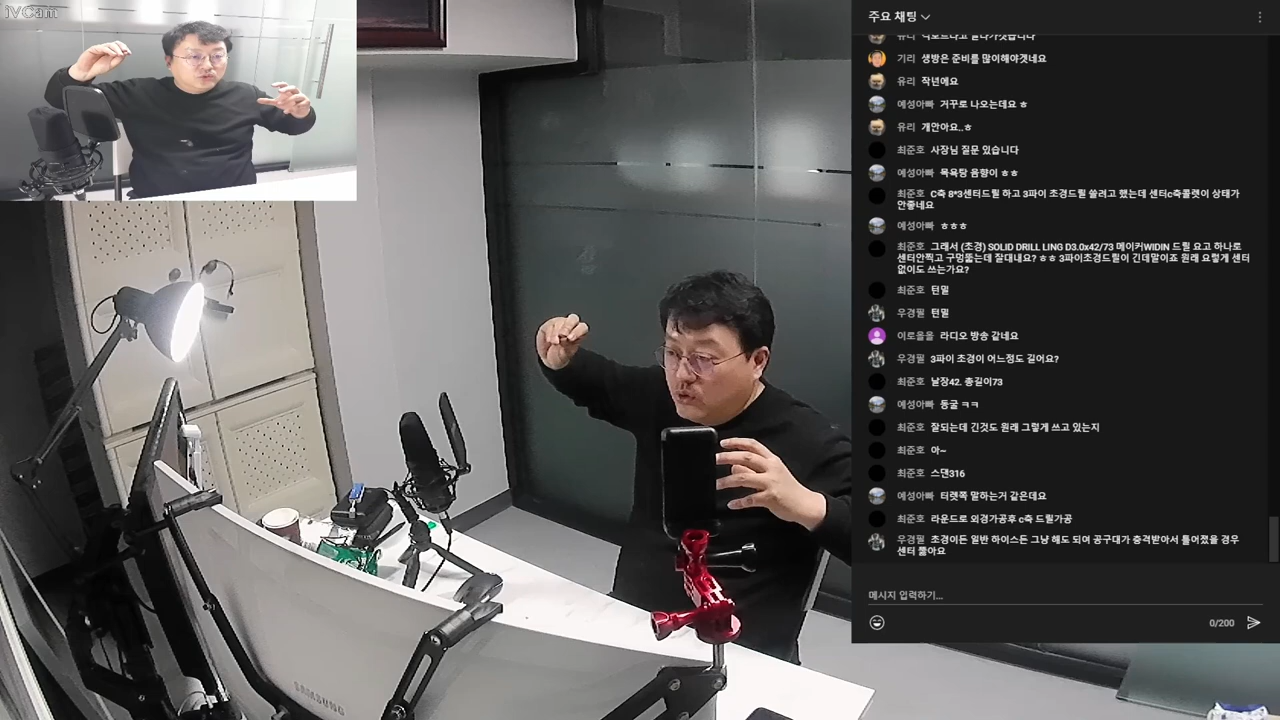 iVCam
주요 채팅
기리 생방은 준비를 많이해야겟네요
유리 작년에요
예성아빠 거꾸로 나오는데요 ㅎ
유리 개안아요..ㅎ
최준호 사장님 질문 있습니다
예성아빠 목욕탕 음향이 ㅎㅎ
최준호 C축 8*3센터드릴 하고 3파이 초경드릴 쓸려고 했는데 센터c축콜렛이 상태가
안좋네요
예성아빠 ㅎㅎㅎ
최준호 그래서 (초경) SOLID DRILL LING D3.0x42/73 메이커WIDIN 드릴 요고 하나로
센터안찍고 구멍뚫는데 잘대내요? ㅎㅎ 3파이초경드릴이 긴데말이죠 원래 요렇게 센터
없이도 쓰는가요?
최준호 턴밀
우경필 턴밀
이로울울 라디오 방송 같네요
우경필 3파이 초경이 어느정도 길어요?
최준호 날장42. 총길이73
예성아빠 동굴 ㅋㅋ
최준호 잘되는데 긴것도 원래 그렇게 쓰고 있는지
최준호 아~
최준호 스댄316
예성아빠 터렛쪽 말하는거 같은데요
최준호 라운드로 외경가공후 c축 드릴가공
우경필 초경이든 일반 하이스든 그냥 해도 되여 공구대가 충격받아서 틀어졌을 경우
센터 뚫아요
메시지 입력하기...
0/200
SAMSUNG